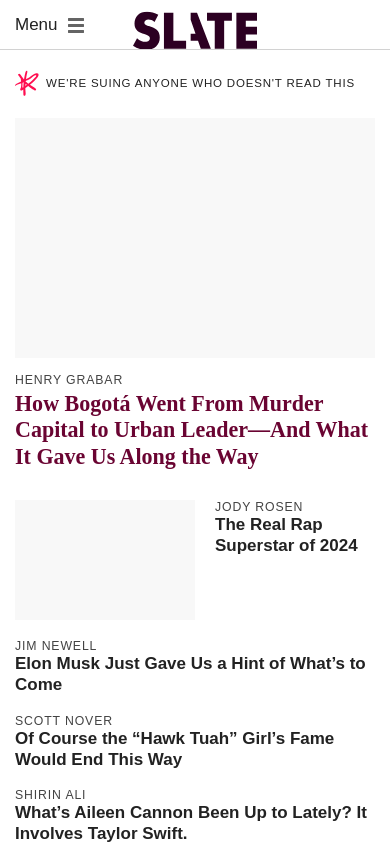 Menu
SLATE
WE'RE SUING ANYONE WHO DOESN'T READ THIS
HENRY GRABAR
How Bogotá Went From Murder
Capital to Urban Leader—And What
It Gave Us Along the Way
JODY ROSEN
The Real Rap
Superstar of 2024
JIM NEWELL
Elon Musk Just Gave Us a Hint of What’s to
Come
SCOTT NOVER
Of Course the “Hawk Tuah” Girl’s Fame
Would End This Way
SHIRIN ALI
What’s Aileen Cannon Been Up to Lately? It
Involves Taylor Swift.